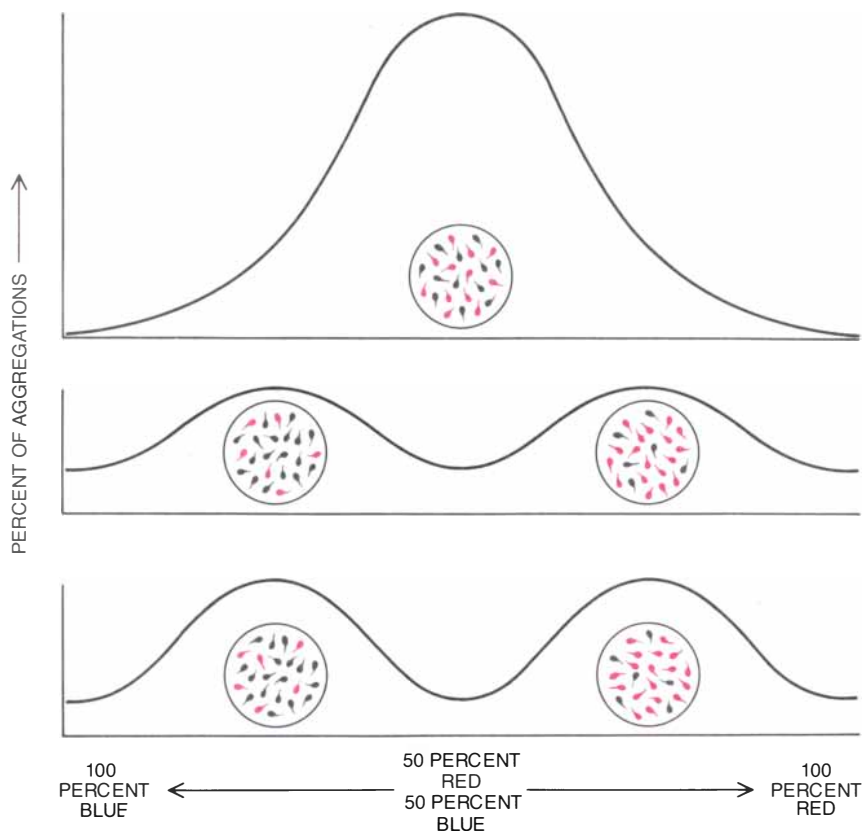 PERCENT OF AGGREGATIONS
100
PERCENT
BLUE
50 PERCENT
RED
50 PERCENT
BLUE
100
PERCENT
RED